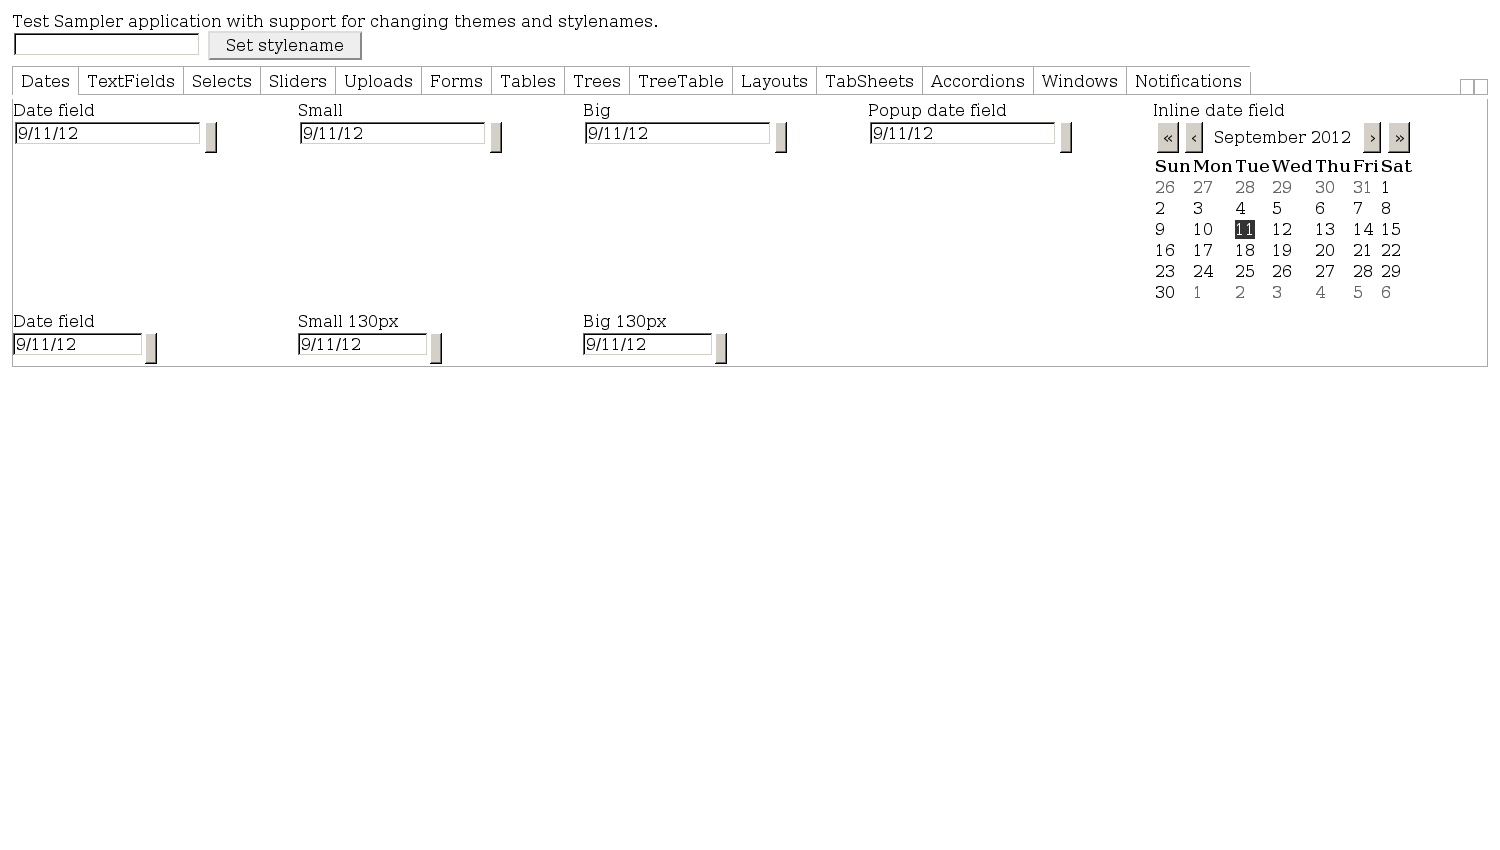 Test Sampler application with support for changing themes and stylenames.
Set stylename
Dates TextFields Selects Sliders Uploads Forms Tables Trees TreeTable Layouts TabSheets Accordions Windows Notifications
Date field Small Big Popup date field Inline date field
9/11/12 9/11/12 9/11/12 9/11/12
« ‹ September 2012 › »
Sun Mon Tue Wed Thu Fri Sat
26 27 28 29 30 31 1
2 3 4 5 6 7 8
9 10 11 12 13 14 15
16 17 18 19 20 21 22
23 24 25 26 27 28 29
30 1 2 3 4 5 6
Date field Small 130px Big 130px
9/11/12 9/11/12 9/11/12